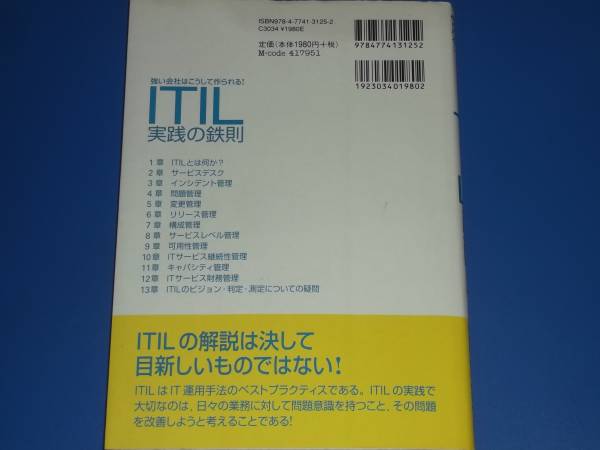 ISBN978-4-7741-3125-2
C3034 ¥1980E
定価(本体1980円+税)
M-code 417951
9784774131252
1923034019802
強い会社はこうして作られる!
ITIL
実践の鉄則
1章 ITILとは何か?
2章 サービスデスク
3章 インシデント管理
4章 問題管理
5章 変更管理
6章 リリース管理
7章 構成管理
8章 サービスレベル管理
9章 可用性管理
10章 ITサービス継続性管理
11章 キャパシティ管理
12章 ITサービス財務管理
13章 ITILのビジョン・判定・測定についての疑問
ITILの解説は決して
目新しいものではない!
ITILはIT運用手法のベストプラクティスである。ITILの実践で
大切なのは、日々の業務に対して問題意識を持つこと、その問題
を改善しようと考えることである!